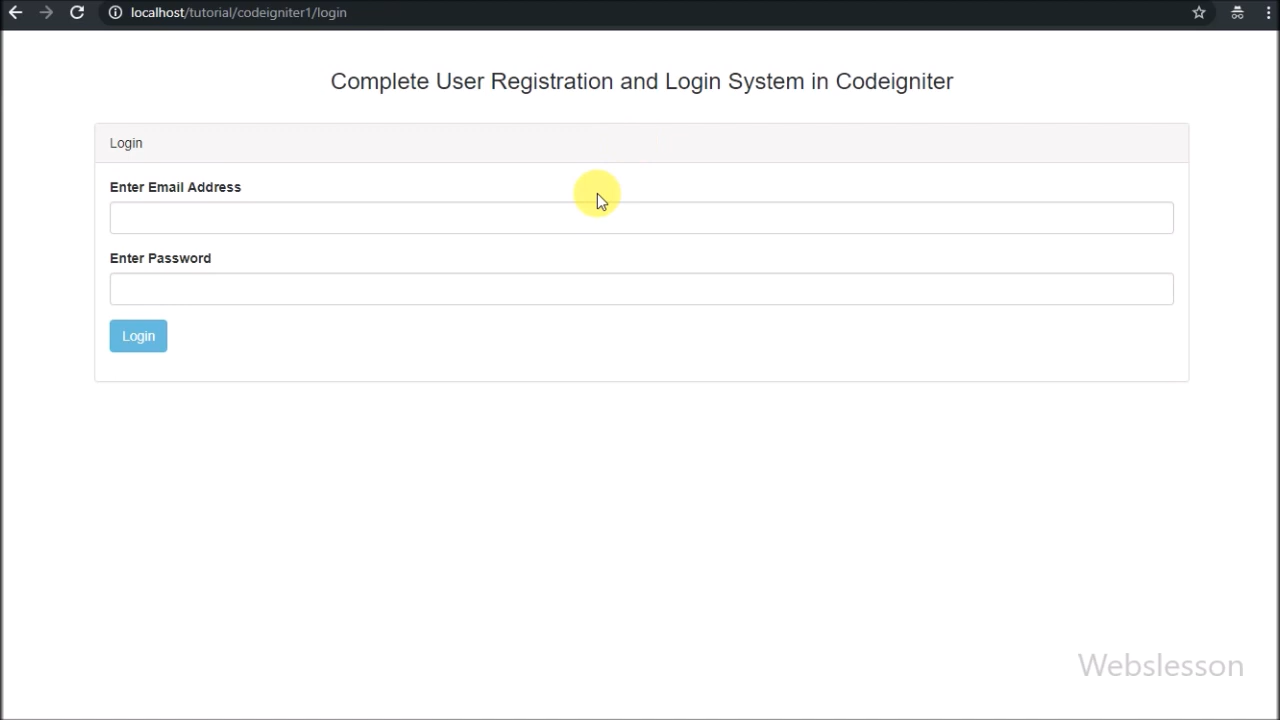 localhost/tutorial/codeigniter1/login
Complete User Registration and Login System in Codeigniter
Login
Enter Email Address
Enter Password
Login
Webslesson